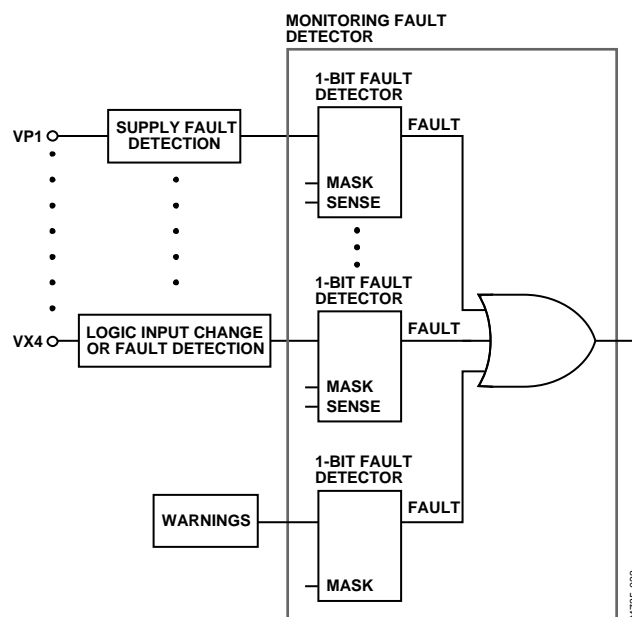 MONITORING FAULT
DETECTOR
1-BIT FAULT
DETECTOR
VP1
SUPPLY FAULT
DETECTION
FAULT
MASK
SENSE
1-BIT FAULT
DETECTOR
VX4
LOGIC INPUT CHANGE
OR FAULT DETECTION
FAULT
MASK
SENSE
1-BIT FAULT
DETECTOR
WARNINGS
FAULT
MASK